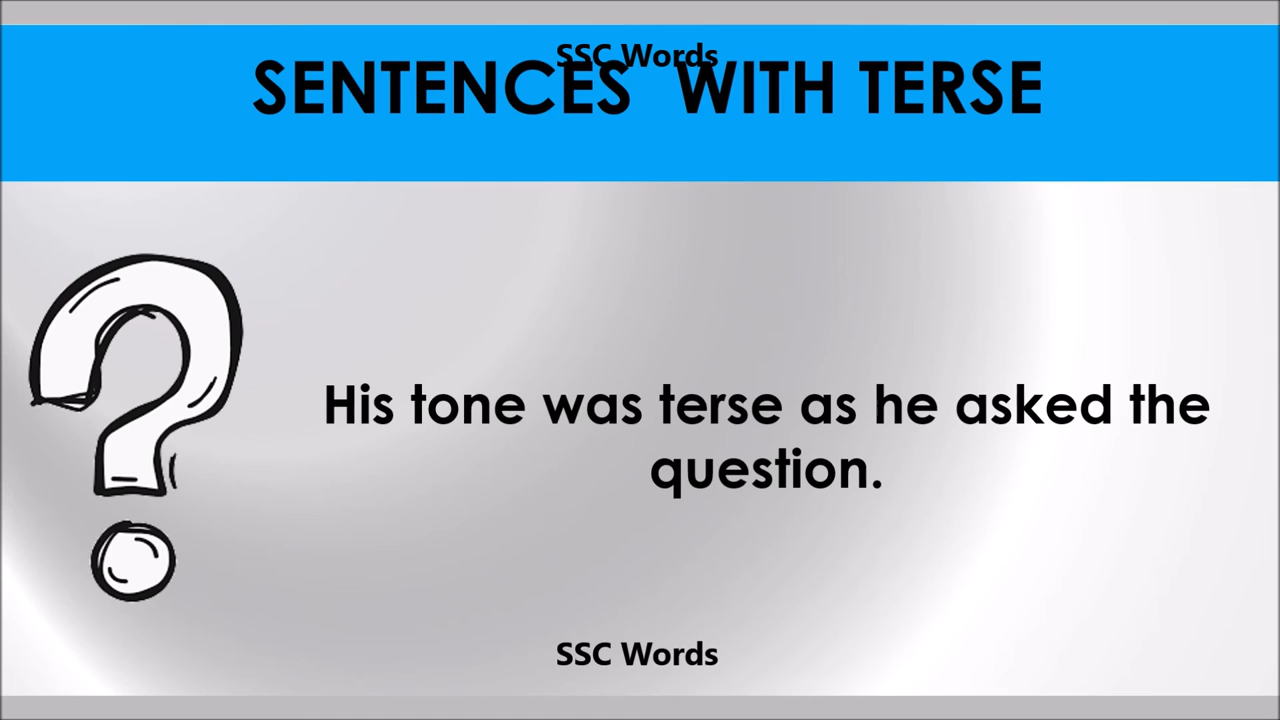 SSC Words
SENTENCES WITH TERSE
His tone was terse as he asked the
question.
SSC Words